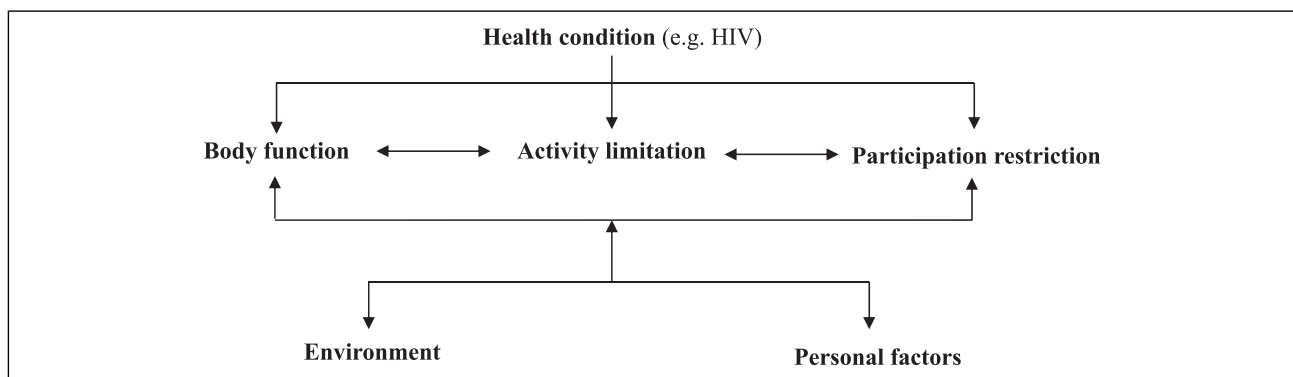 Health condition (e.g. HIV)
Body function
Activity limitation
Participation restriction
Environment
Personal factors